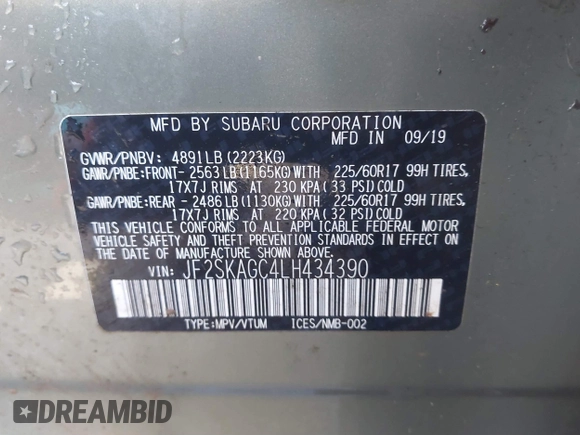 MFD BY SUBARU CORPORATION
MFD IN 09/19
GVWR/PNBV: 4891LB(2223KG)
GAWR/PNBE:FRONT-2563LB(1165KG)WITH 225/60R17 99H TIRES,
17X7J RIMS AT 230 KPA(33 PSI)COLD
GAWR/PNBE:REAR -2486LB(1130KG)WITH 225/60R17 99H TIRES,
17X7J RIMS AT 220 KPA(32 PSI)COLD
THIS VEHICLE CONFORMS TO ALL APPLICABLE FEDERAL MOTOR
VEHICLE SAFETY AND THEFT PREVENTION STANDARDS IN EFFECT
ON THE DATE OF MANUFACTURE SHOWN ABOVE.
VIN: JF2SKAGC4LH434390
TYPE:MPV/VTUM ICES/NMB-002
DREAMBID